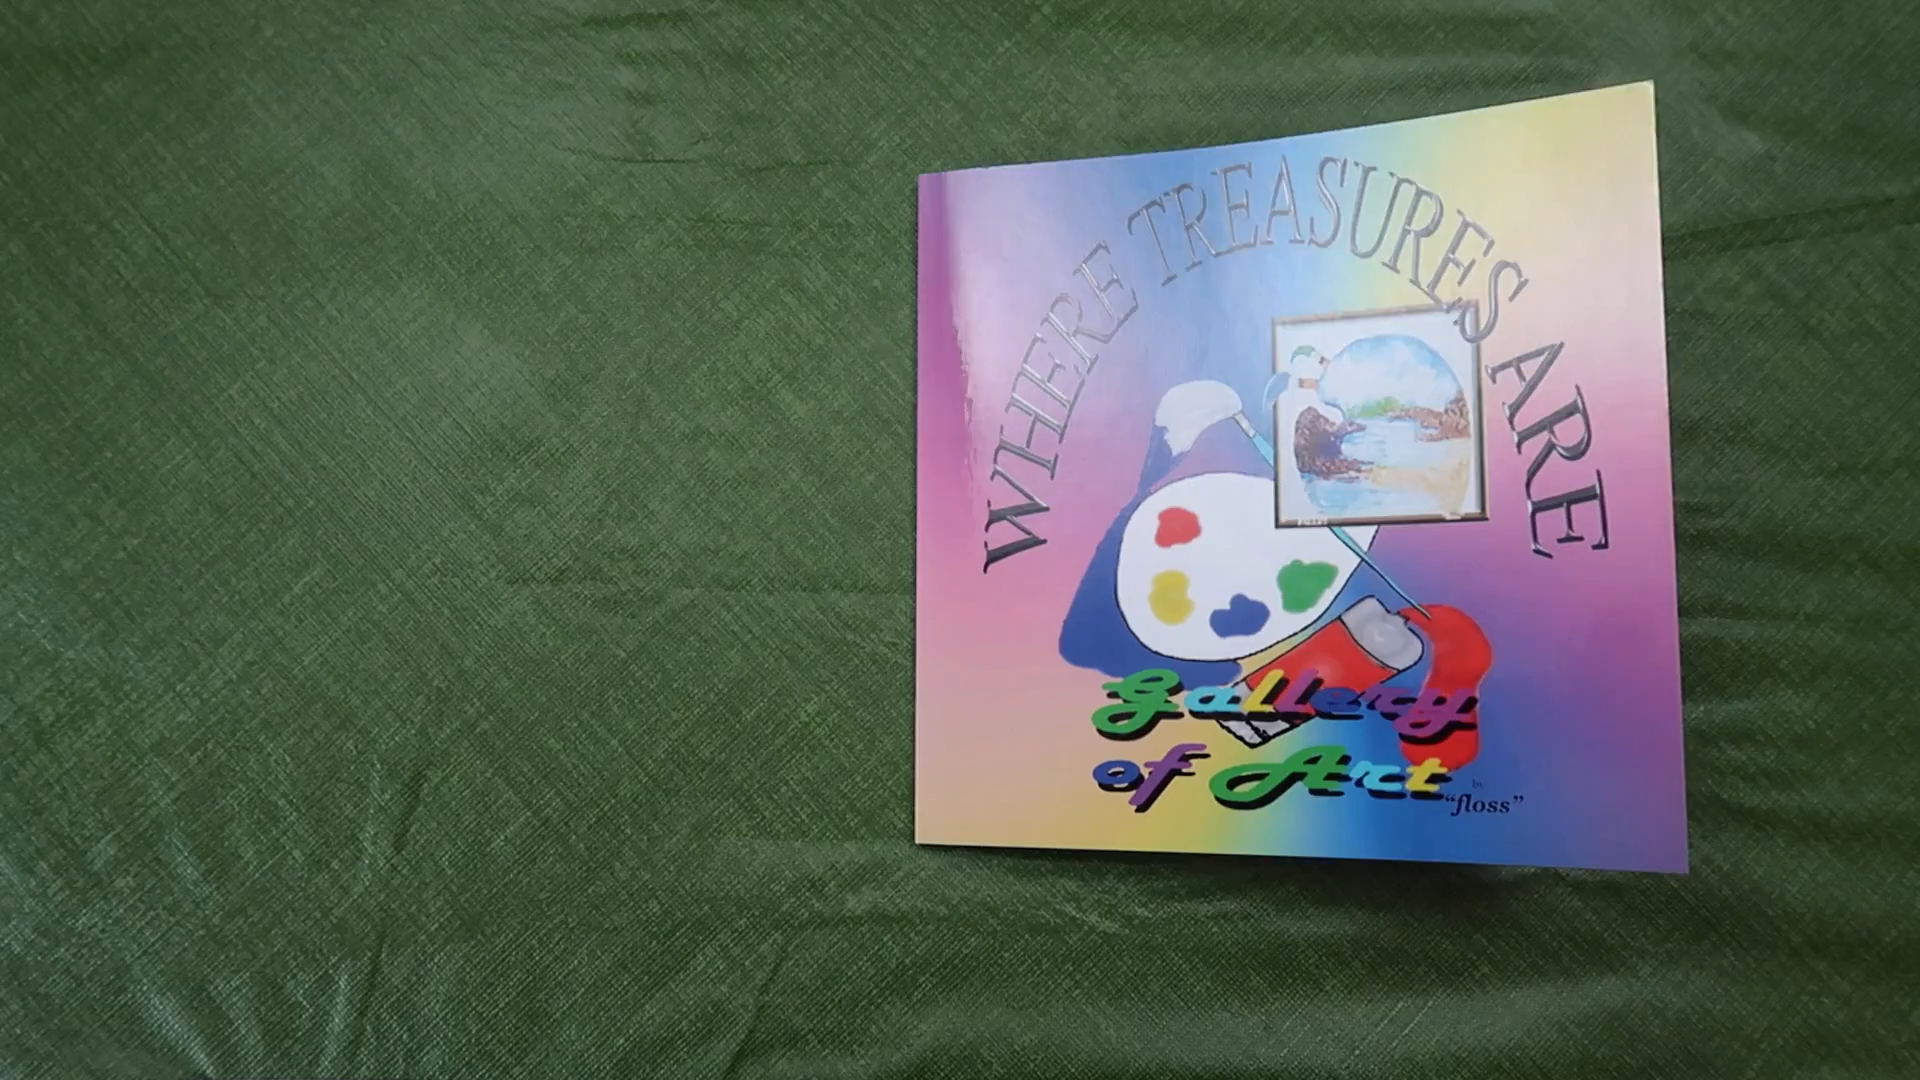 WHERE TREASURES ARE
Gallery
of Art
by
"floss"